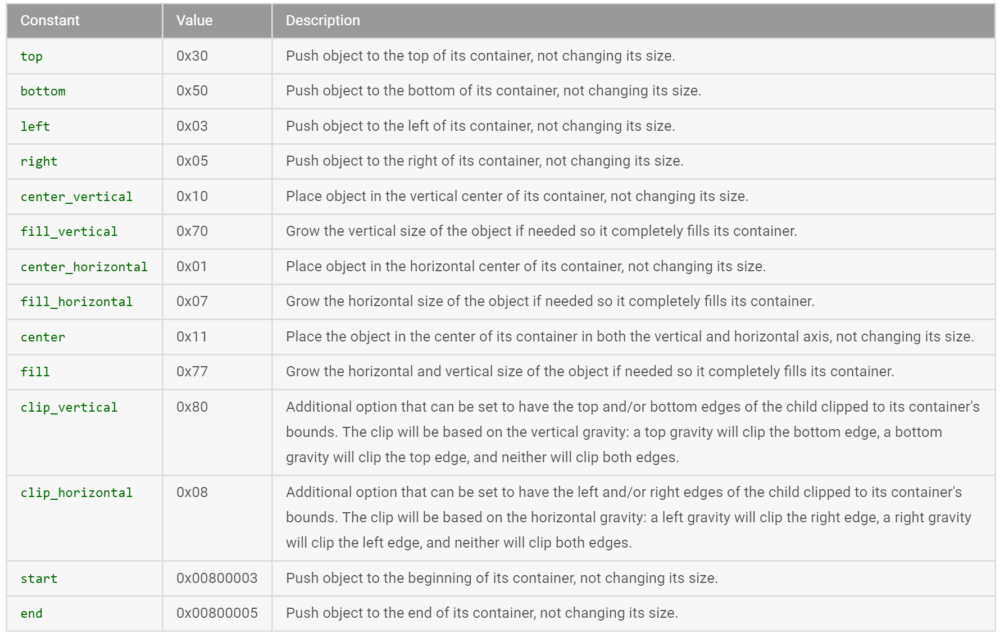 Constant Value Description
top 0x30 Push object to the top of its container, not changing its size.
bottom 0x50 Push object to the bottom of its container, not changing its size.
left 0x03 Push object to the left of its container, not changing its size.
right 0x05 Push object to the right of its container, not changing its size.
center_vertical 0x10 Place object in the vertical center of its container, not changing its size.
fill_vertical 0x70 Grow the vertical size of the object if needed so it completely fills its container.
center_horizontal 0x01 Place object in the horizontal center of its container, not changing its size.
fill_horizontal 0x07 Grow the horizontal size of the object if needed so it completely fills its container.
center 0x11 Place the object in the center of its container in both the vertical and horizontal axis, not changing its size.
fill 0x77 Grow the horizontal and vertical size of the object if needed so it completely fills its container.
clip_vertical 0x80 Additional option that can be set to have the top and/or bottom edges of the child clipped to its container's
bounds. The clip will be based on the vertical gravity: a top gravity will clip the bottom edge, a bottom
gravity will clip the top edge, and neither will clip both edges.
clip_horizontal 0x08 Additional option that can be set to have the left and/or right edges of the child clipped to its container's
bounds. The clip will be based on the horizontal gravity: a left gravity will clip the right edge, a right gravity
will clip the left edge, and neither will clip both edges.
start 0x00800003 Push object to the beginning of its container, not changing its size.
end 0x00800005 Push object to the end of its container, not changing its size.